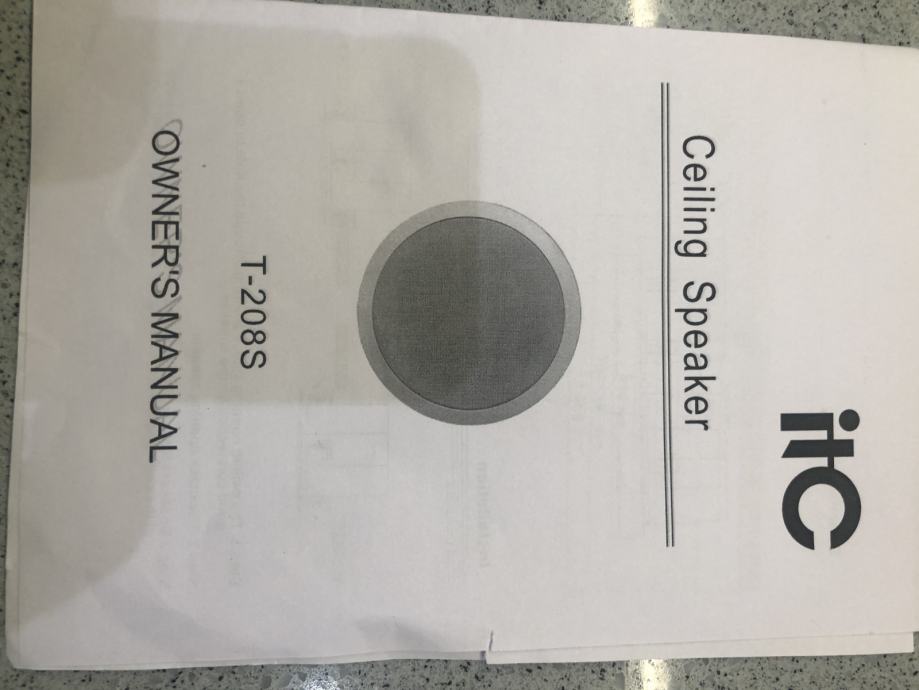 itc
Ceiling Speaker
T-208S
OWNER'S MANUAL